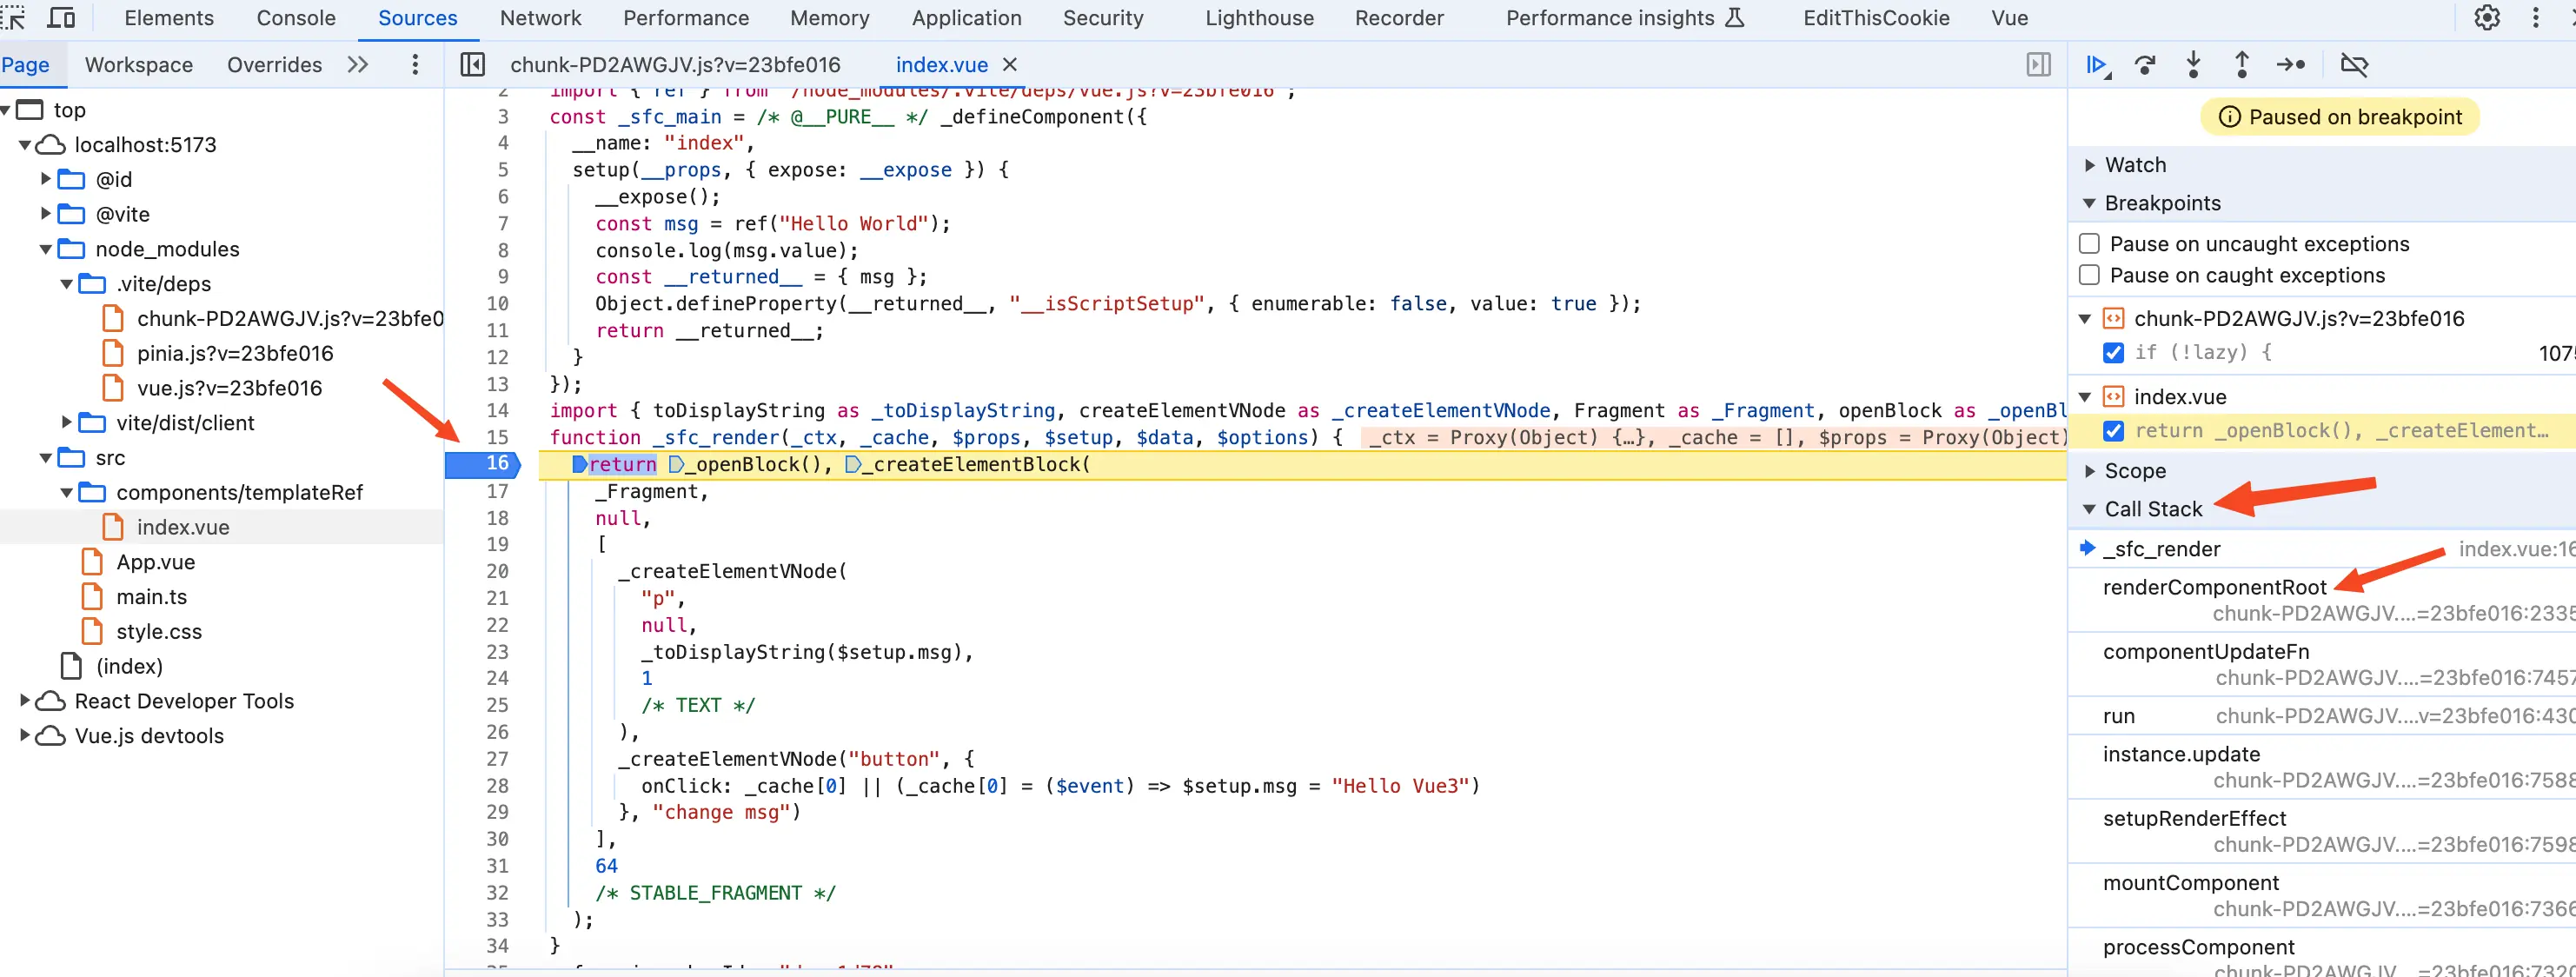 Elements Console Sources Network Performance Memory Application Security Lighthouse Recorder Performance insights EditThisCookie Vue
Page Workspace Overrides
top
localhost:5173
@id
@vite
node_modules
.vite/deps
chunk-PD2AWGJV.js?v=23bfe0
pinia.js?v=23bfe016
vue.js?v=23bfe016
vite/dist/client
src
components/templateRef
index.vue
App.vue
main.ts
style.css
(index)
React Developer Tools
Vue.js devtools
chunk-PD2AWGJV.js?v=23bfe016 index.vue
2 import { ref } from "/node_modules/.vite/deps/vue.js?v=23bfe016";
3 const _sfc_main = /* @__PURE__ */ _defineComponent({
4 __name: "index",
5 setup(__props, { expose: __expose }) {
6 __expose();
7 const msg = ref("Hello World");
8 console.log(msg.value);
9 const __returned__ = { msg };
10 Object.defineProperty(__returned__, "__isScriptSetup", { enumerable: false, value: true });
11 return __returned__;
12 }
13 });
14 import { toDisplayString as _toDisplayString, createElementVNode as _createElementVNode, Fragment as _Fragment, openBlock as _openBl
15 function _sfc_render(_ctx, _cache, $props, $setup, $data, $options) { _ctx = Proxy(Object) {…}, _cache = [], $props = Proxy(Object)
16 return _openBlock(), _createElementBlock(
17 _Fragment,
18 null,
19 [
20 _createElementVNode(
21 "p",
22 null,
23 _toDisplayString($setup.msg),
24 1
25 /* TEXT */
26 ),
27 _createElementVNode("button", {
28 onClick: _cache[0] || (_cache[0] = ($event) => $setup.msg = "Hello Vue3")
29 }, "change msg")
30 ],
31 64
32 /* STABLE_FRAGMENT */
33 );
34 }
Paused on breakpoint
Watch
Breakpoints
Pause on uncaught exceptions
Pause on caught exceptions
chunk-PD2AWGJV.js?v=23bfe016
if (!lazy) { 107
index.vue
return _openBlock(), _createElement…
Scope
Call Stack
_sfc_render index.vue:16
renderComponentRoot
chunk-PD2AWGJV.…=23bfe016:2335
componentUpdateFn
chunk-PD2AWGJV.…=23bfe016:7457
run chunk-PD2AWGJV.…v=23bfe016:430
instance.update
chunk-PD2AWGJV.…=23bfe016:7588
setupRenderEffect
chunk-PD2AWGJV.…=23bfe016:7598
mountComponent
chunk-PD2AWGJV.…=23bfe016:7366
processComponent
chunk-PD2AWGJV.…=23bfe016:7320